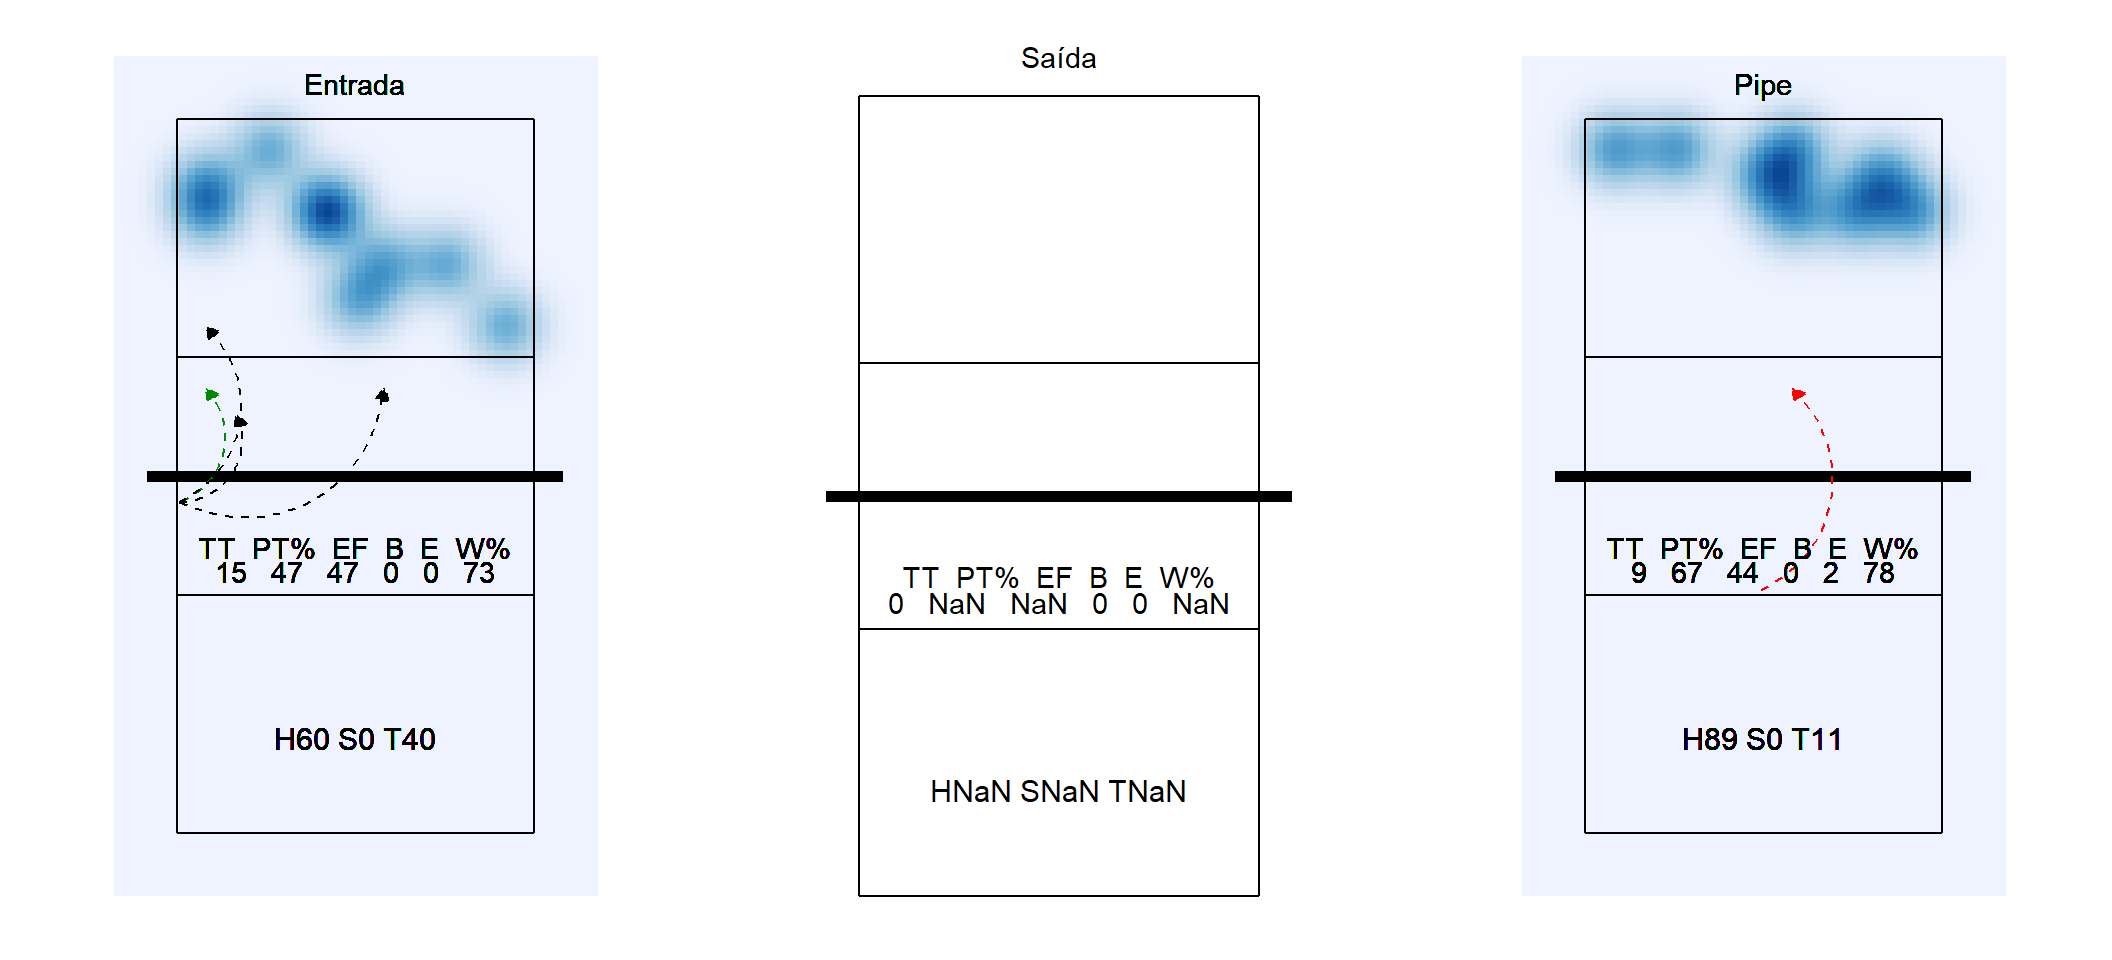 Entrada
TT PT% EF B E W%
15 47 47 0 0 73
H60 S0 T40
Saída
TT PT% EF B E W%
0 NaN NaN 0 0 NaN
HNaN SNaN TNaN
Pipe
TT PT% EF B E W%
9 67 44 0 2 78
H89 S0 T11